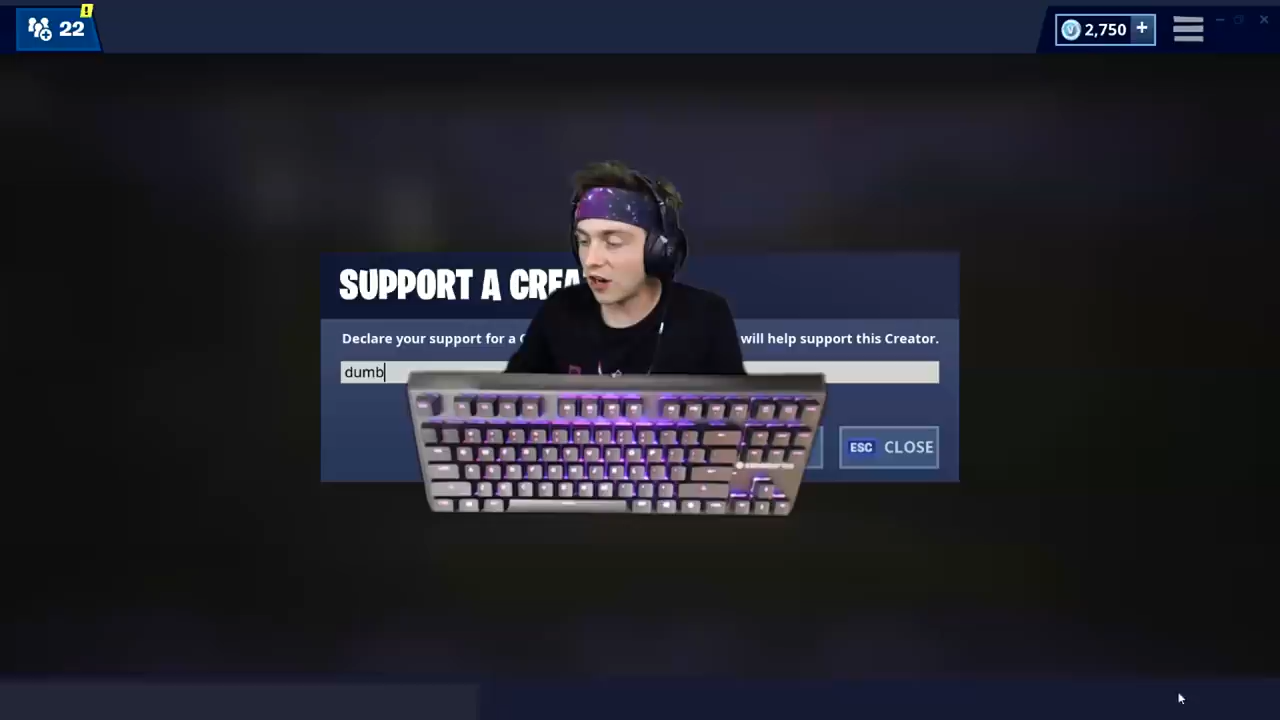 22
!
2,750 +
SUPPORT A CREA
Declare your support for a will help support this Creator.
dumb
ESC CLOSE